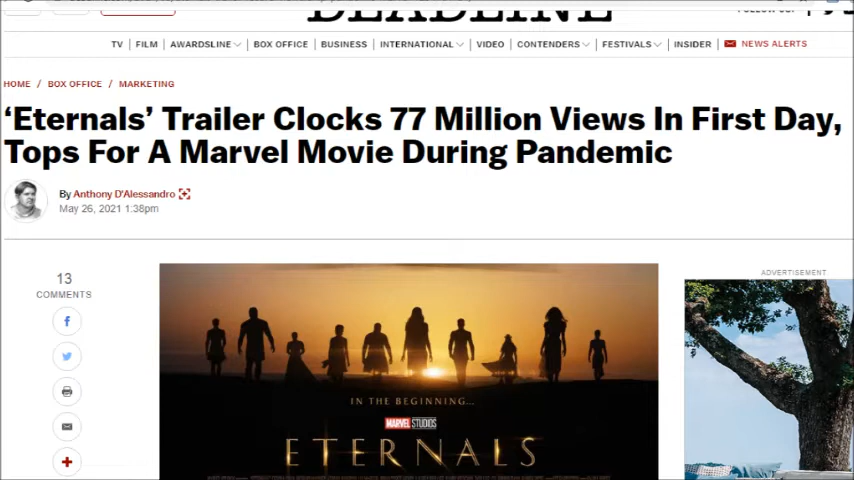 DEADLINE
TV FILM AWARDSLINE BOX OFFICE BUSINESS INTERNATIONAL VIDEO CONTENDERS FESTIVALS INSIDER NEWS ALERTS
HOME / BOX OFFICE / MARKETING
‘Eternals’ Trailer Clocks 77 Million Views In First Day,
Tops For A Marvel Movie During Pandemic
By Anthony D'Alessandro
May 26, 2021 1:38pm
13
COMMENTS
ADVERTISEMENT
IN THE BEGINNING...
MARVEL STUDIOS
ETERNALS